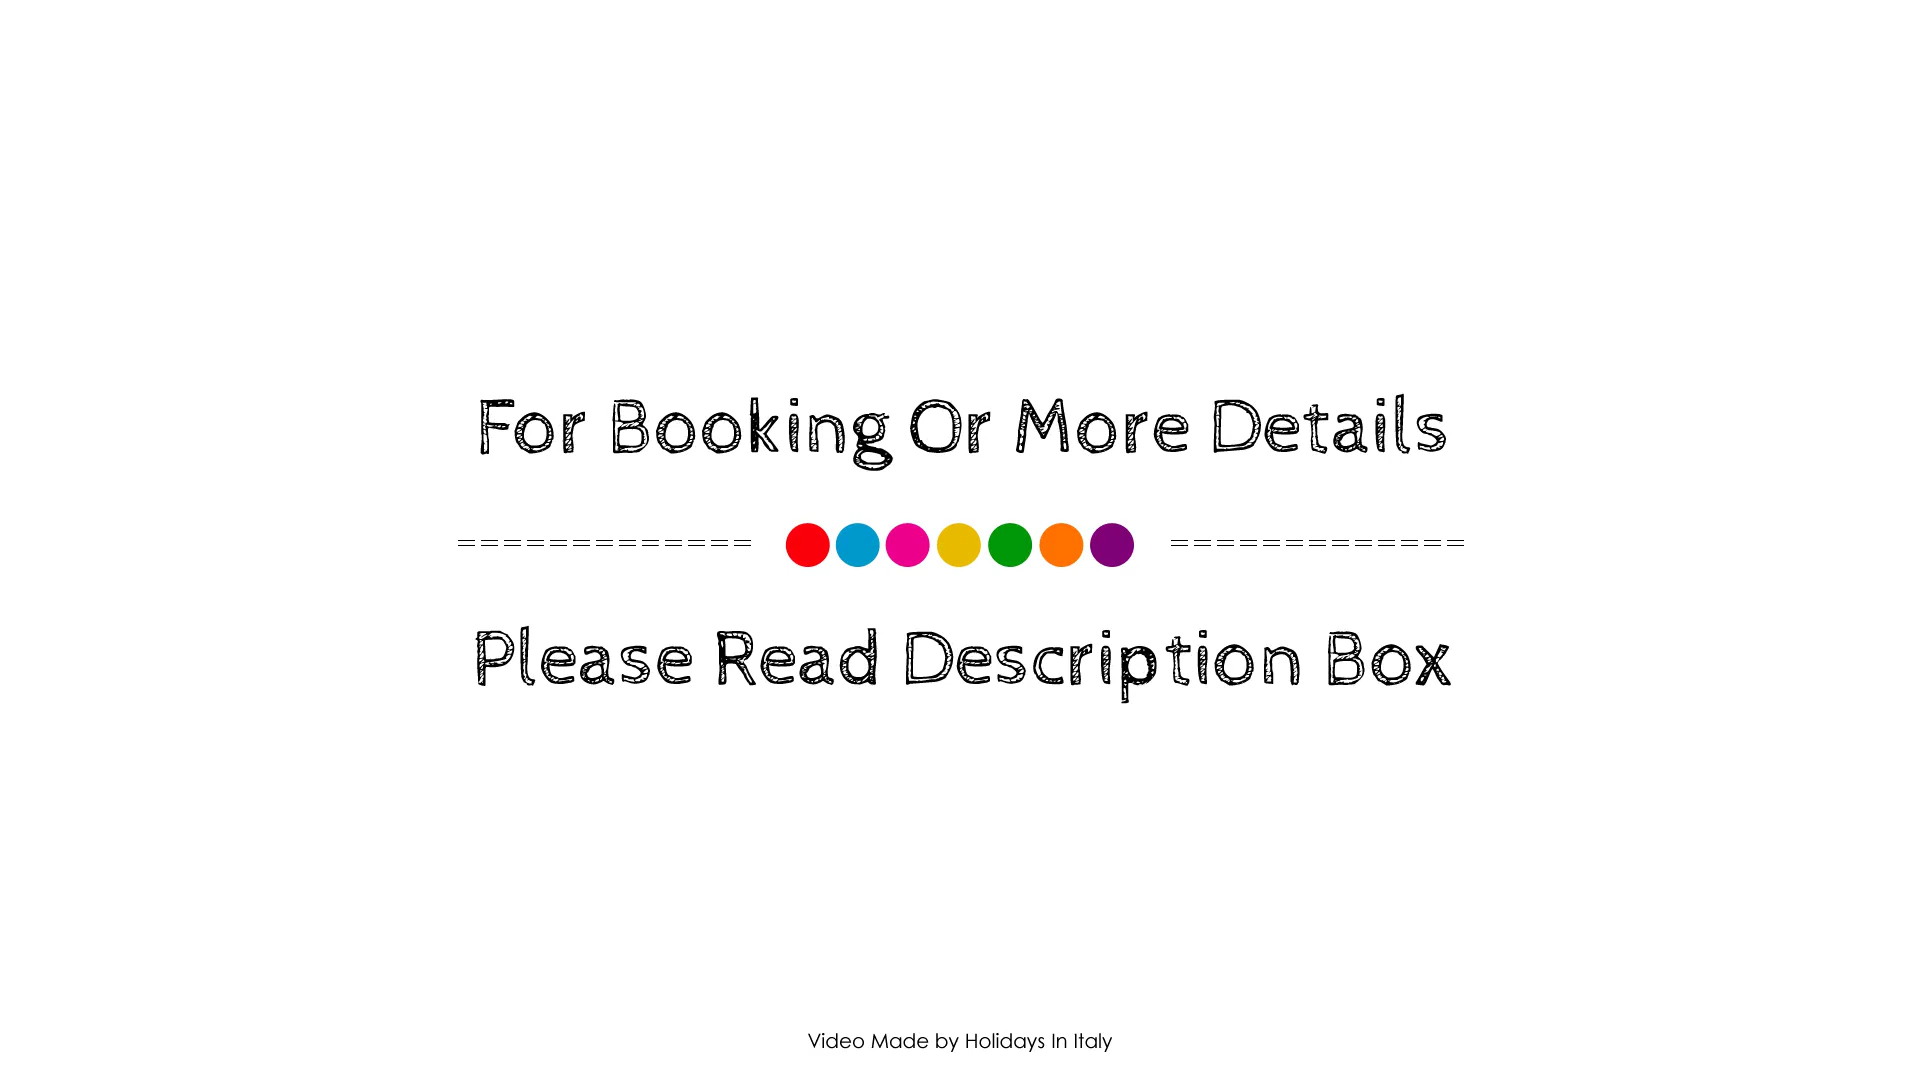 For Booking Or More Details
============= =============
Please Read Description Box
Video Made by Holidays In Italy